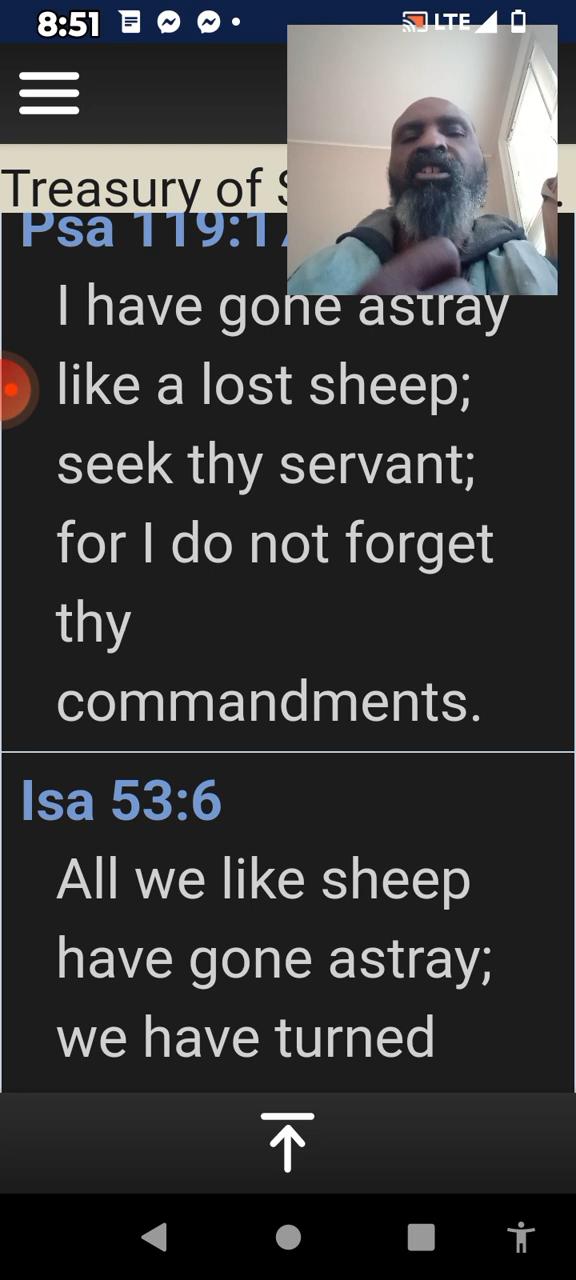 8:51
LTE
Treasury of
Psa 119:17
I have gone astray
like a lost sheep;
seek thy servant;
for I do not forget
thy
commandments.
Isa 53:6
All we like sheep
have gone astray;
we have turned